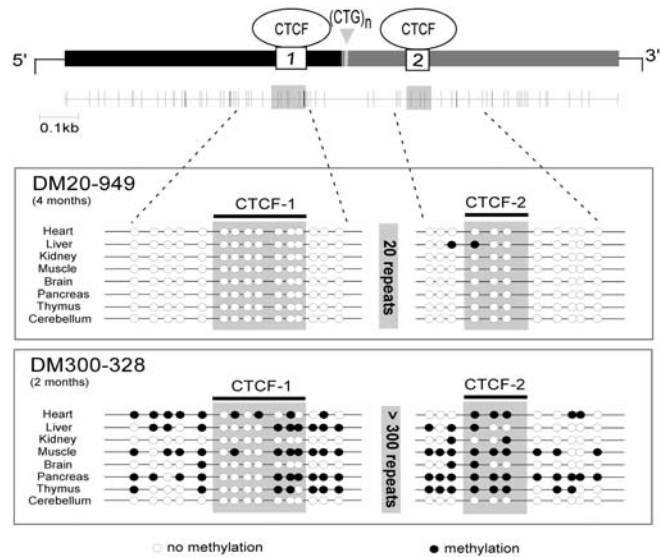 CTCF (CTG)n CTCF
5' 1 2 3'
0.1kb
DM20-949
(4 months)
CTCF-1 CTCF-2
Heart
Liver
Kidney
Muscle
Brain
Pancreas
Thymus
Cerebellum
20 repeats
DM300-328
(2 months)
CTCF-1 CTCF-2
Heart
Liver
Kidney
Muscle
Brain
Pancreas
Thymus
Cerebellum
> 300 repeats
no methylation methylation